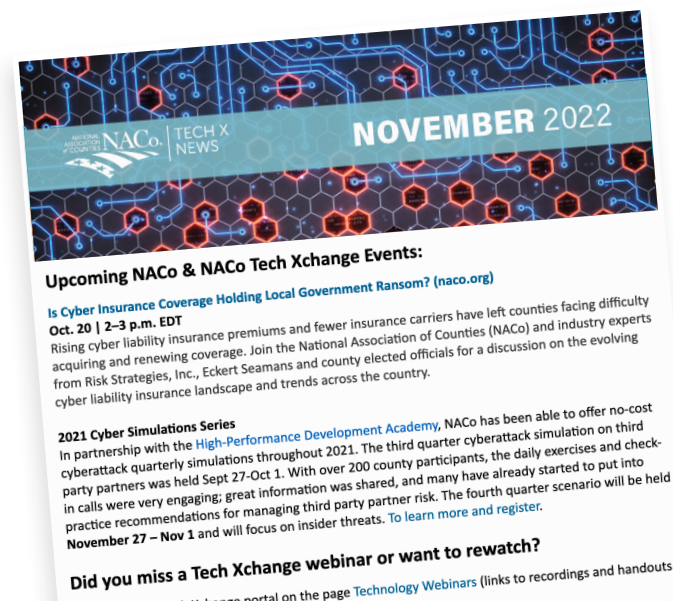 NATIONAL
ASSOCIATION
of COUNTIES
NACo.
TECH X
NEWS
NOVEMBER 2022
Upcoming NACo & NACo Tech Xchange Events:
Is Cyber Insurance Coverage Holding Local Government Ransom? (naco.org)
Oct. 20 | 2–3 p.m. EDT
Rising cyber liability insurance premiums and fewer insurance carriers have left counties facing difficulty
acquiring and renewing coverage. Join the National Association of Counties (NACo) and industry experts
from Risk Strategies, Inc., Eckert Seamans and county elected officials for a discussion on the evolving
cyber liability insurance landscape and trends across the country.
2021 Cyber Simulations Series
In partnership with the High-Performance Development Academy, NACo has been able to offer no-cost
cyberattack quarterly simulations throughout 2021. The third quarter cyberattack simulation on third
party partners was held Sept 27-Oct 1. With over 200 county participants, the daily exercises and check-
in calls were very engaging; great information was shared, and many have already started to put into
practice recommendations for managing third party partner risk. The fourth quarter scenario will be held
November 27 – Nov 1 and will focus on insider threats. To learn more and register.
Did you miss a Tech Xchange webinar or want to rewatch?
portal on the page Technology Webinars (links to recordings and handouts